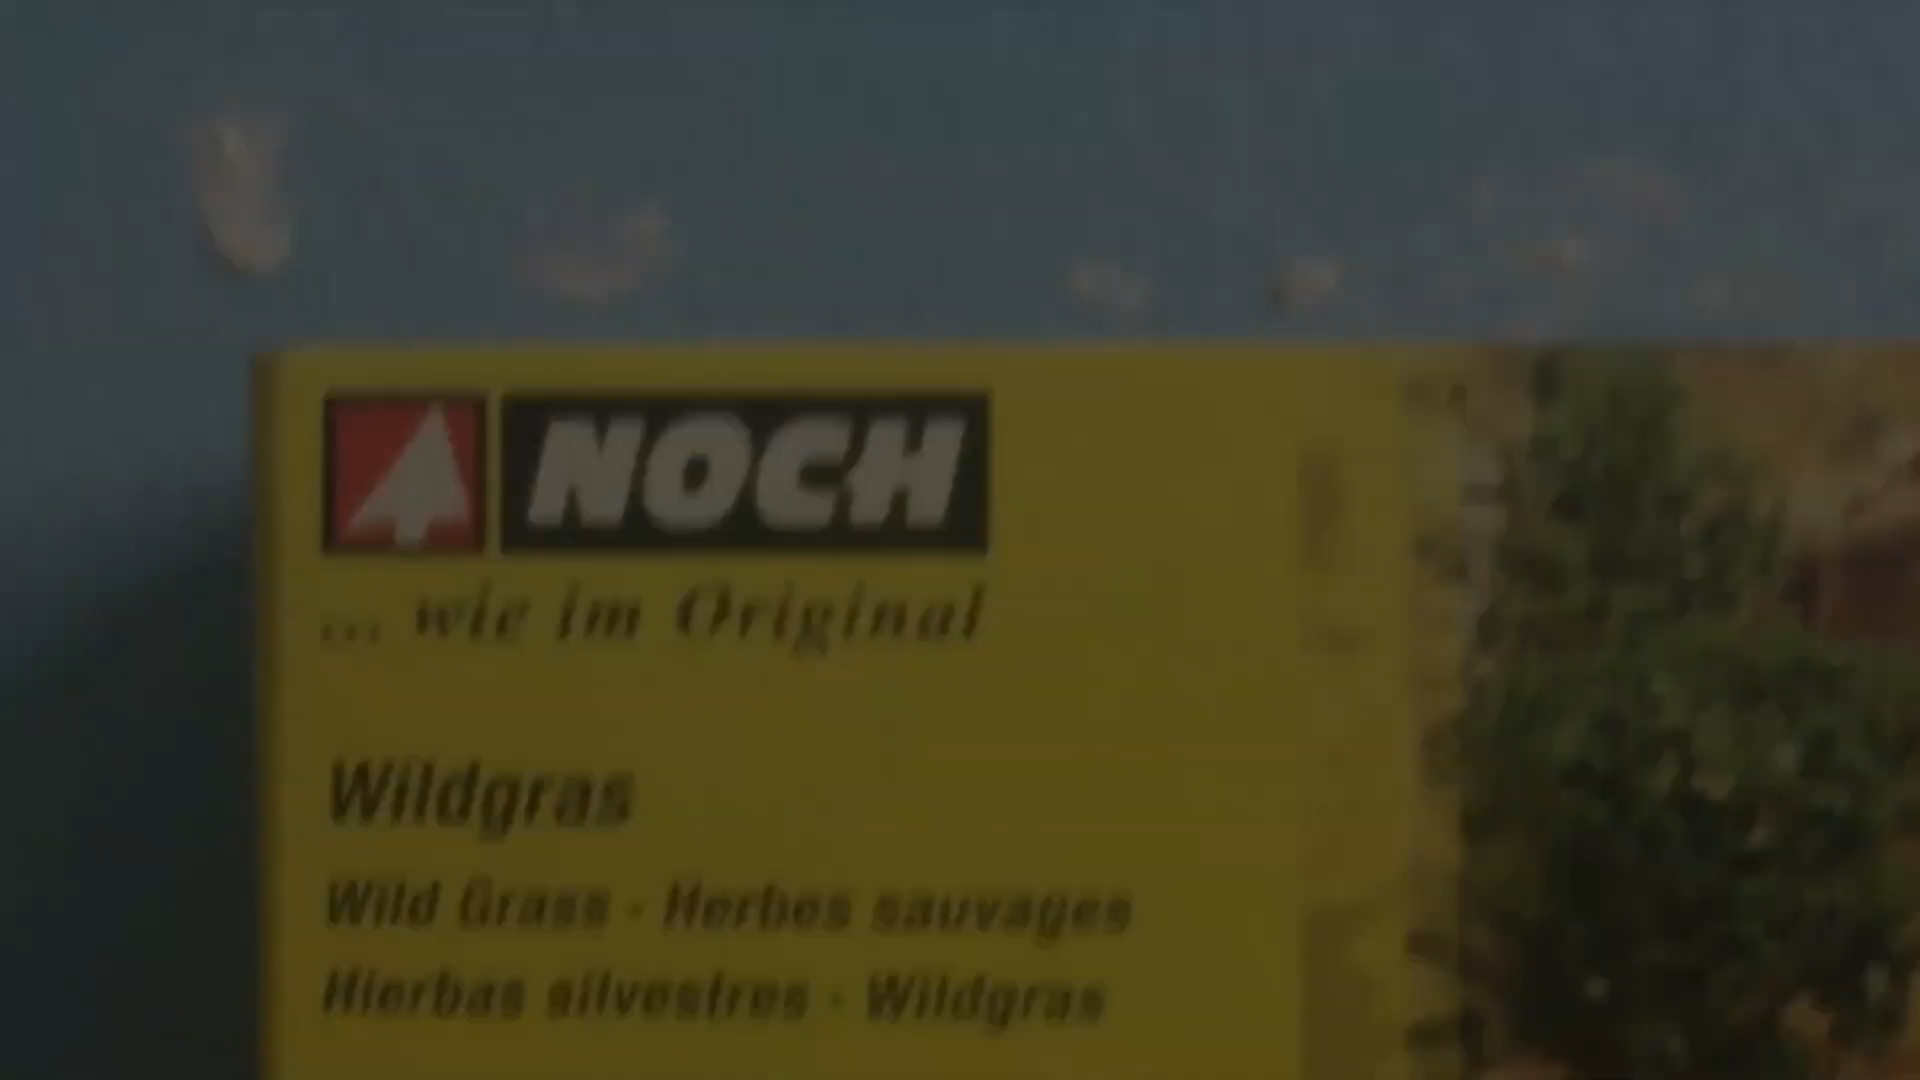 NOCH
... wie im Original
Wildgras
Wild Grass · Herbes sauvages
Hierbas silvestres · Wildgras